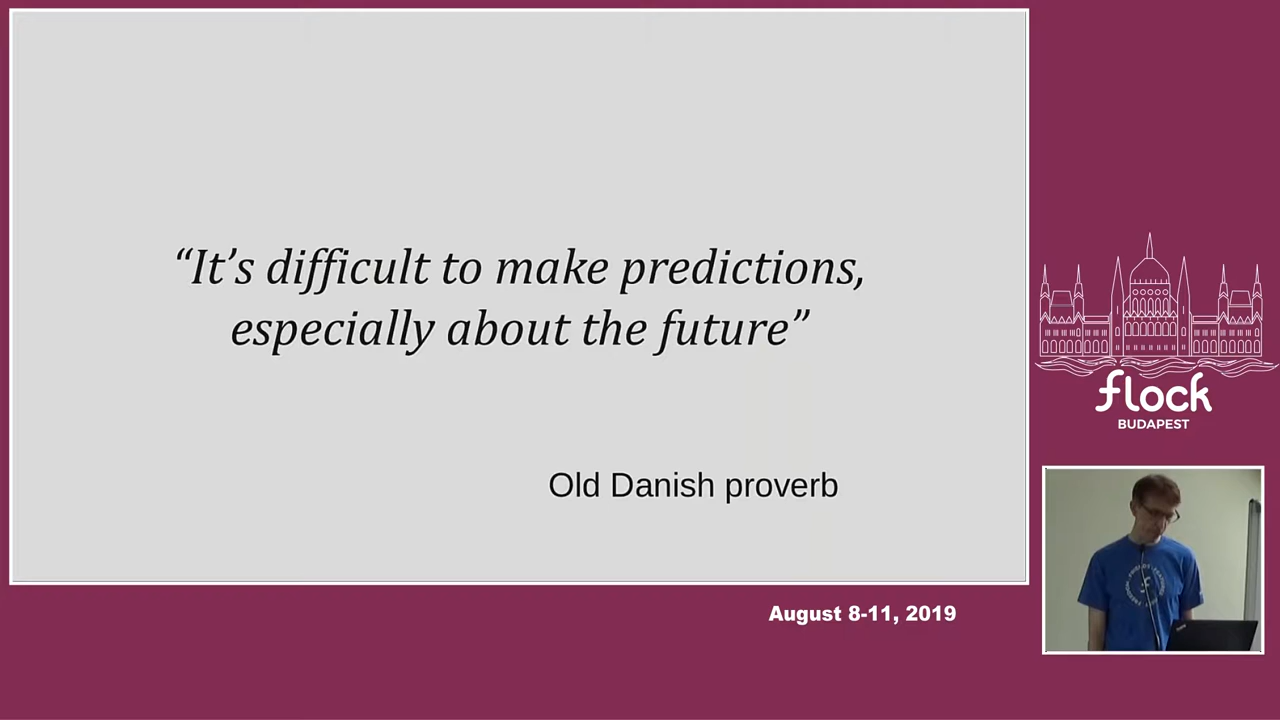 “It’s difficult to make predictions,
especially about the future”
Old Danish proverb
flock
BUDAPEST
August 8-11, 2019